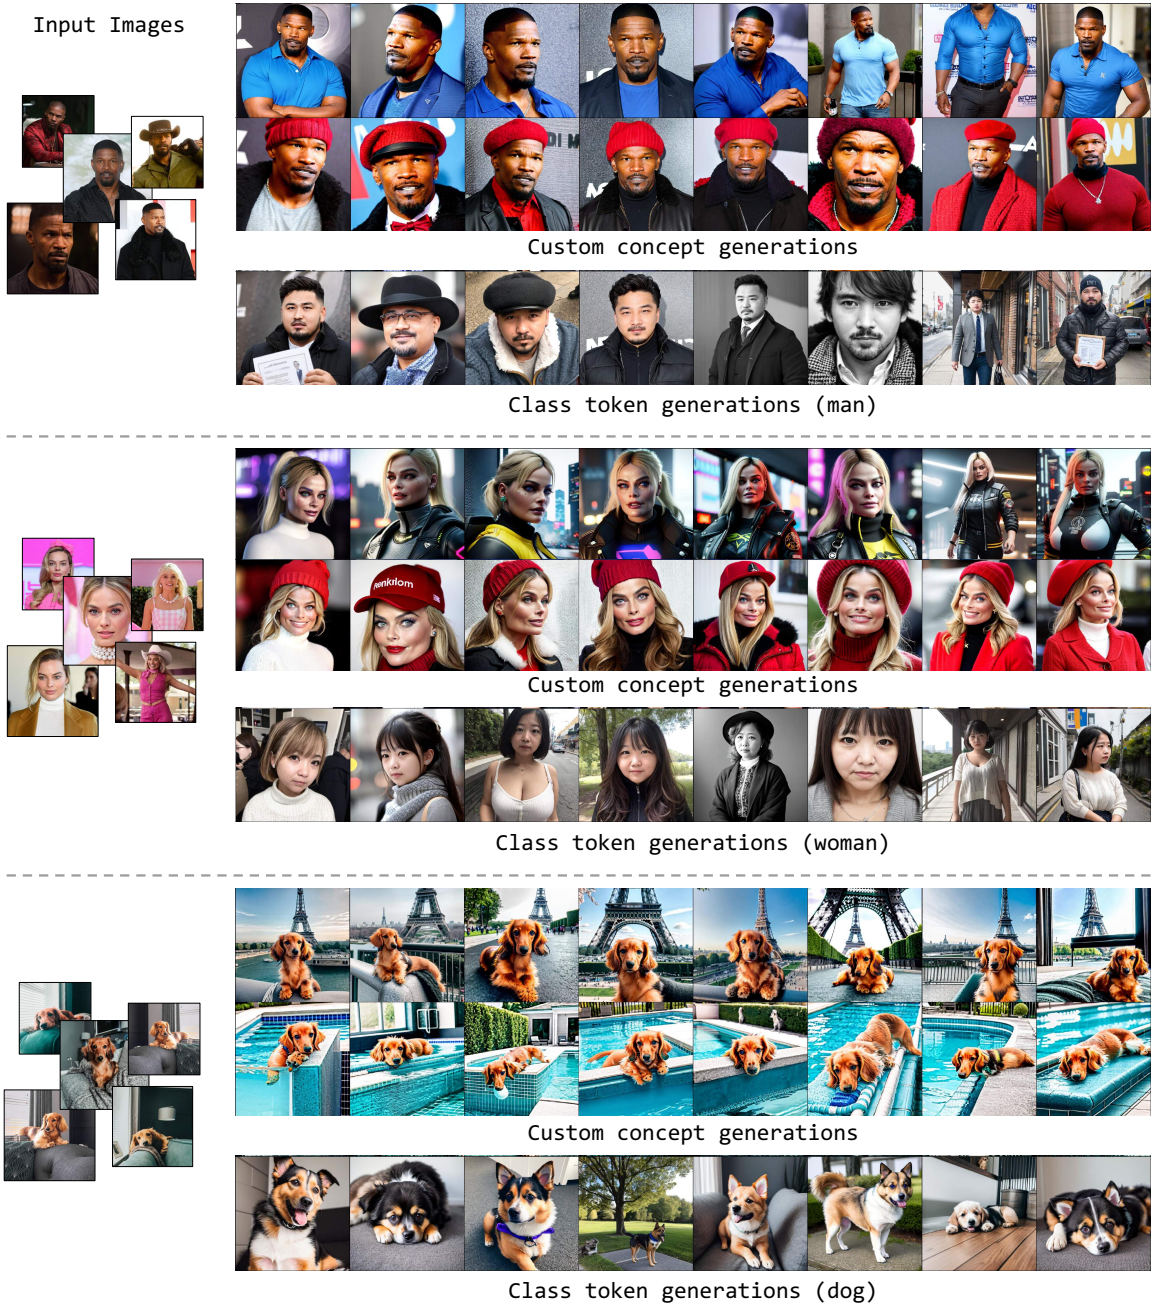 Input Images
Custom concept generations
Class token generations (man)
Custom concept generations
Class token generations (woman)
Custom concept generations
Class token generations (dog)